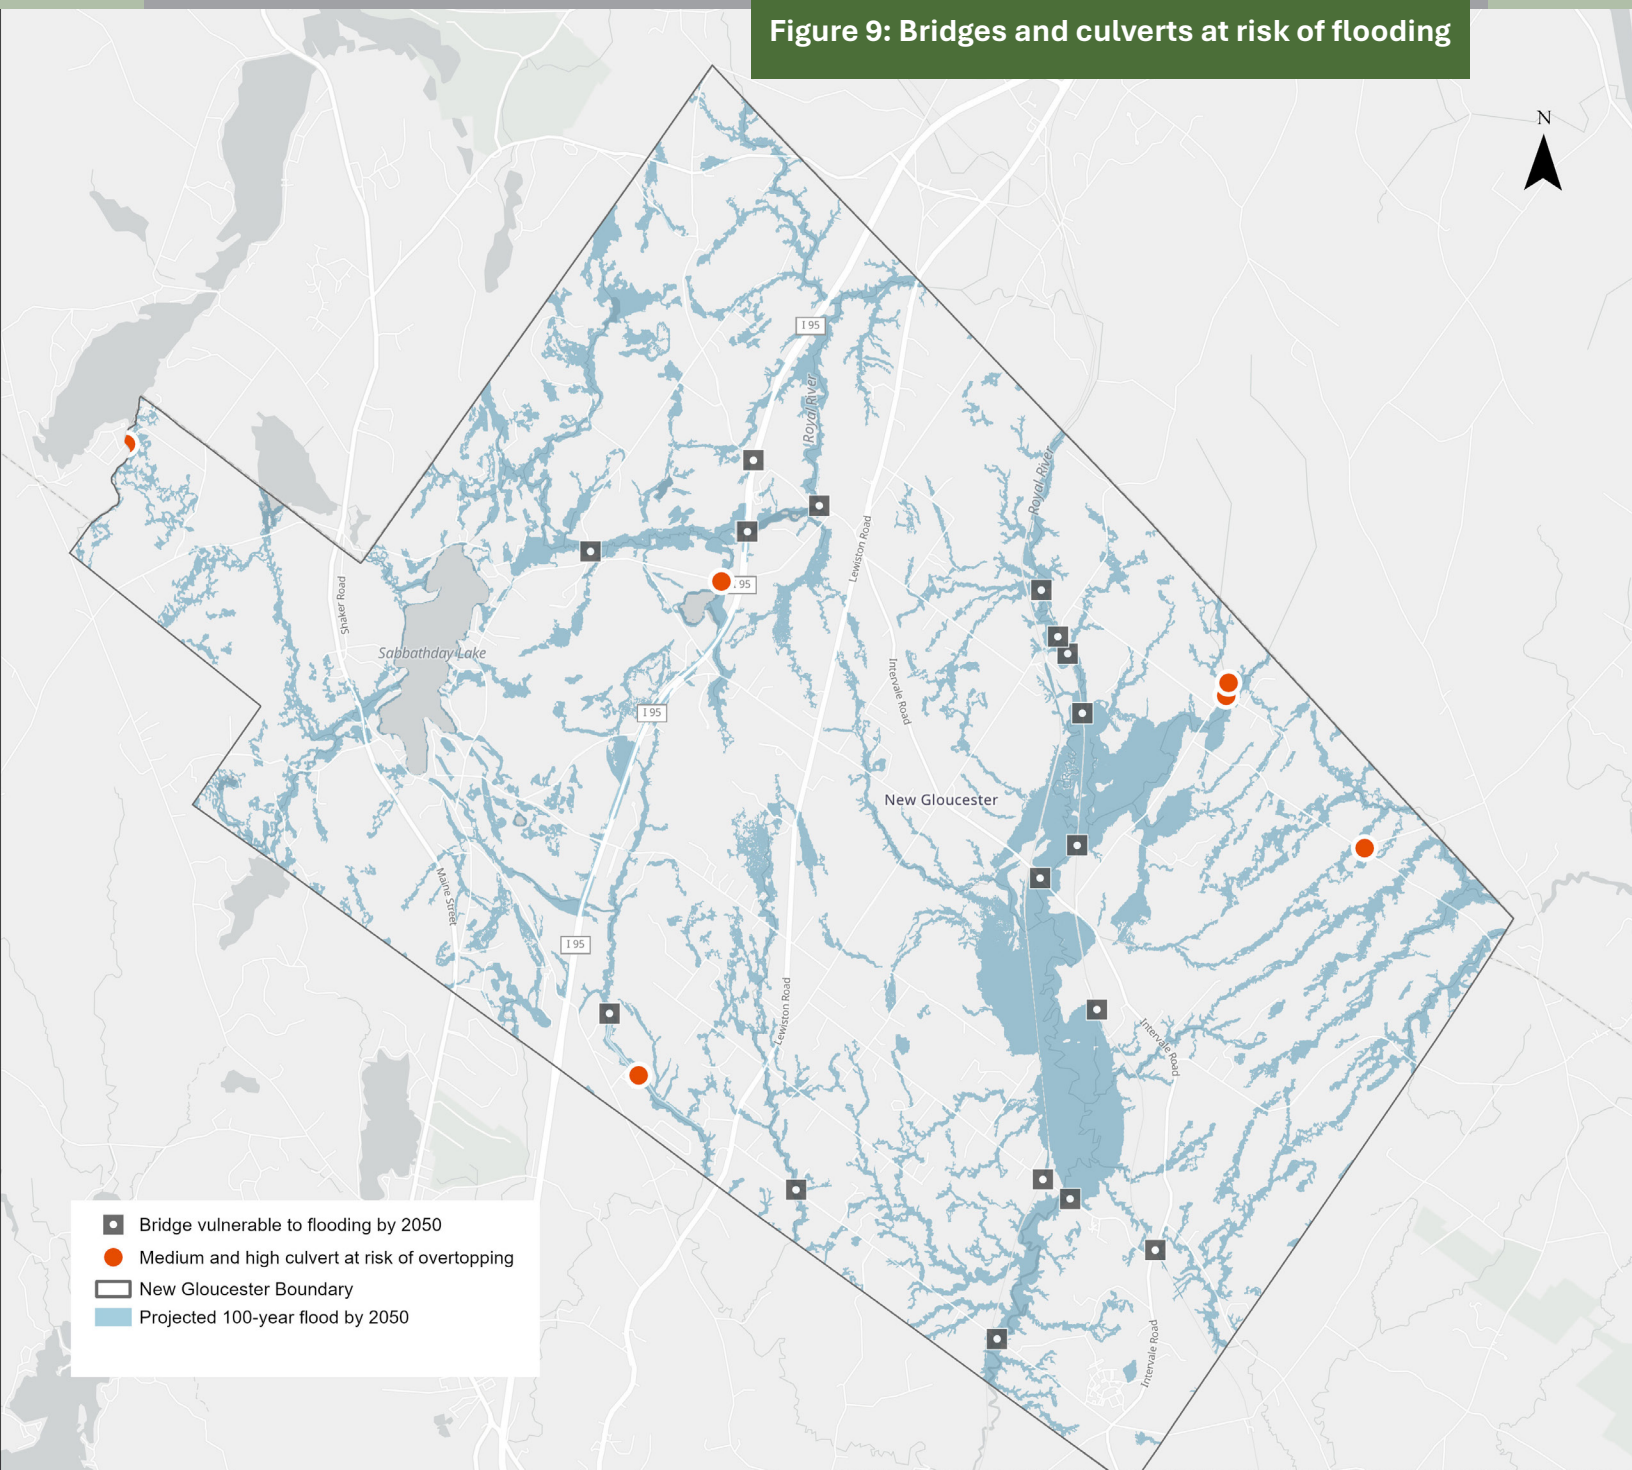 Figure 9: Bridges and culverts at risk of flooding
N
I 95
Royal River
Royal River
Lewiston Road
I 95
Shaker Road
Sabbathday Lake
Intervale Road
I 95
New Gloucester
Maine Street
I 95
Lewiston Road
Intervale Road
Intervale Road
Bridge vulnerable to flooding by 2050
Medium and high culvert at risk of overtopping
New Gloucester Boundary
Projected 100-year flood by 2050